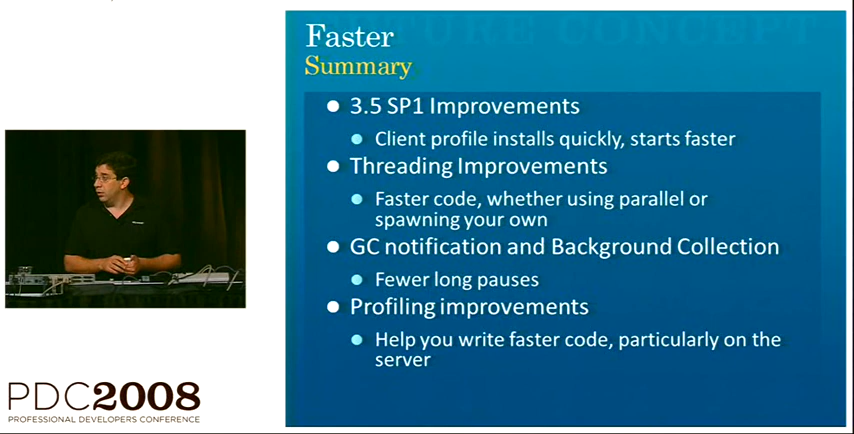 FUTURE CONCEPT
Faster
Summary
3.5 SP1 Improvements
Client profile installs quickly, starts faster
Threading Improvements
Faster code, whether using parallel or
spawning your own
GC notification and Background Collection
Fewer long pauses
Profiling improvements
Help you write faster code, particularly on the
server
PDC2008
PROFESSIONAL DEVELOPERS CONFERENCE